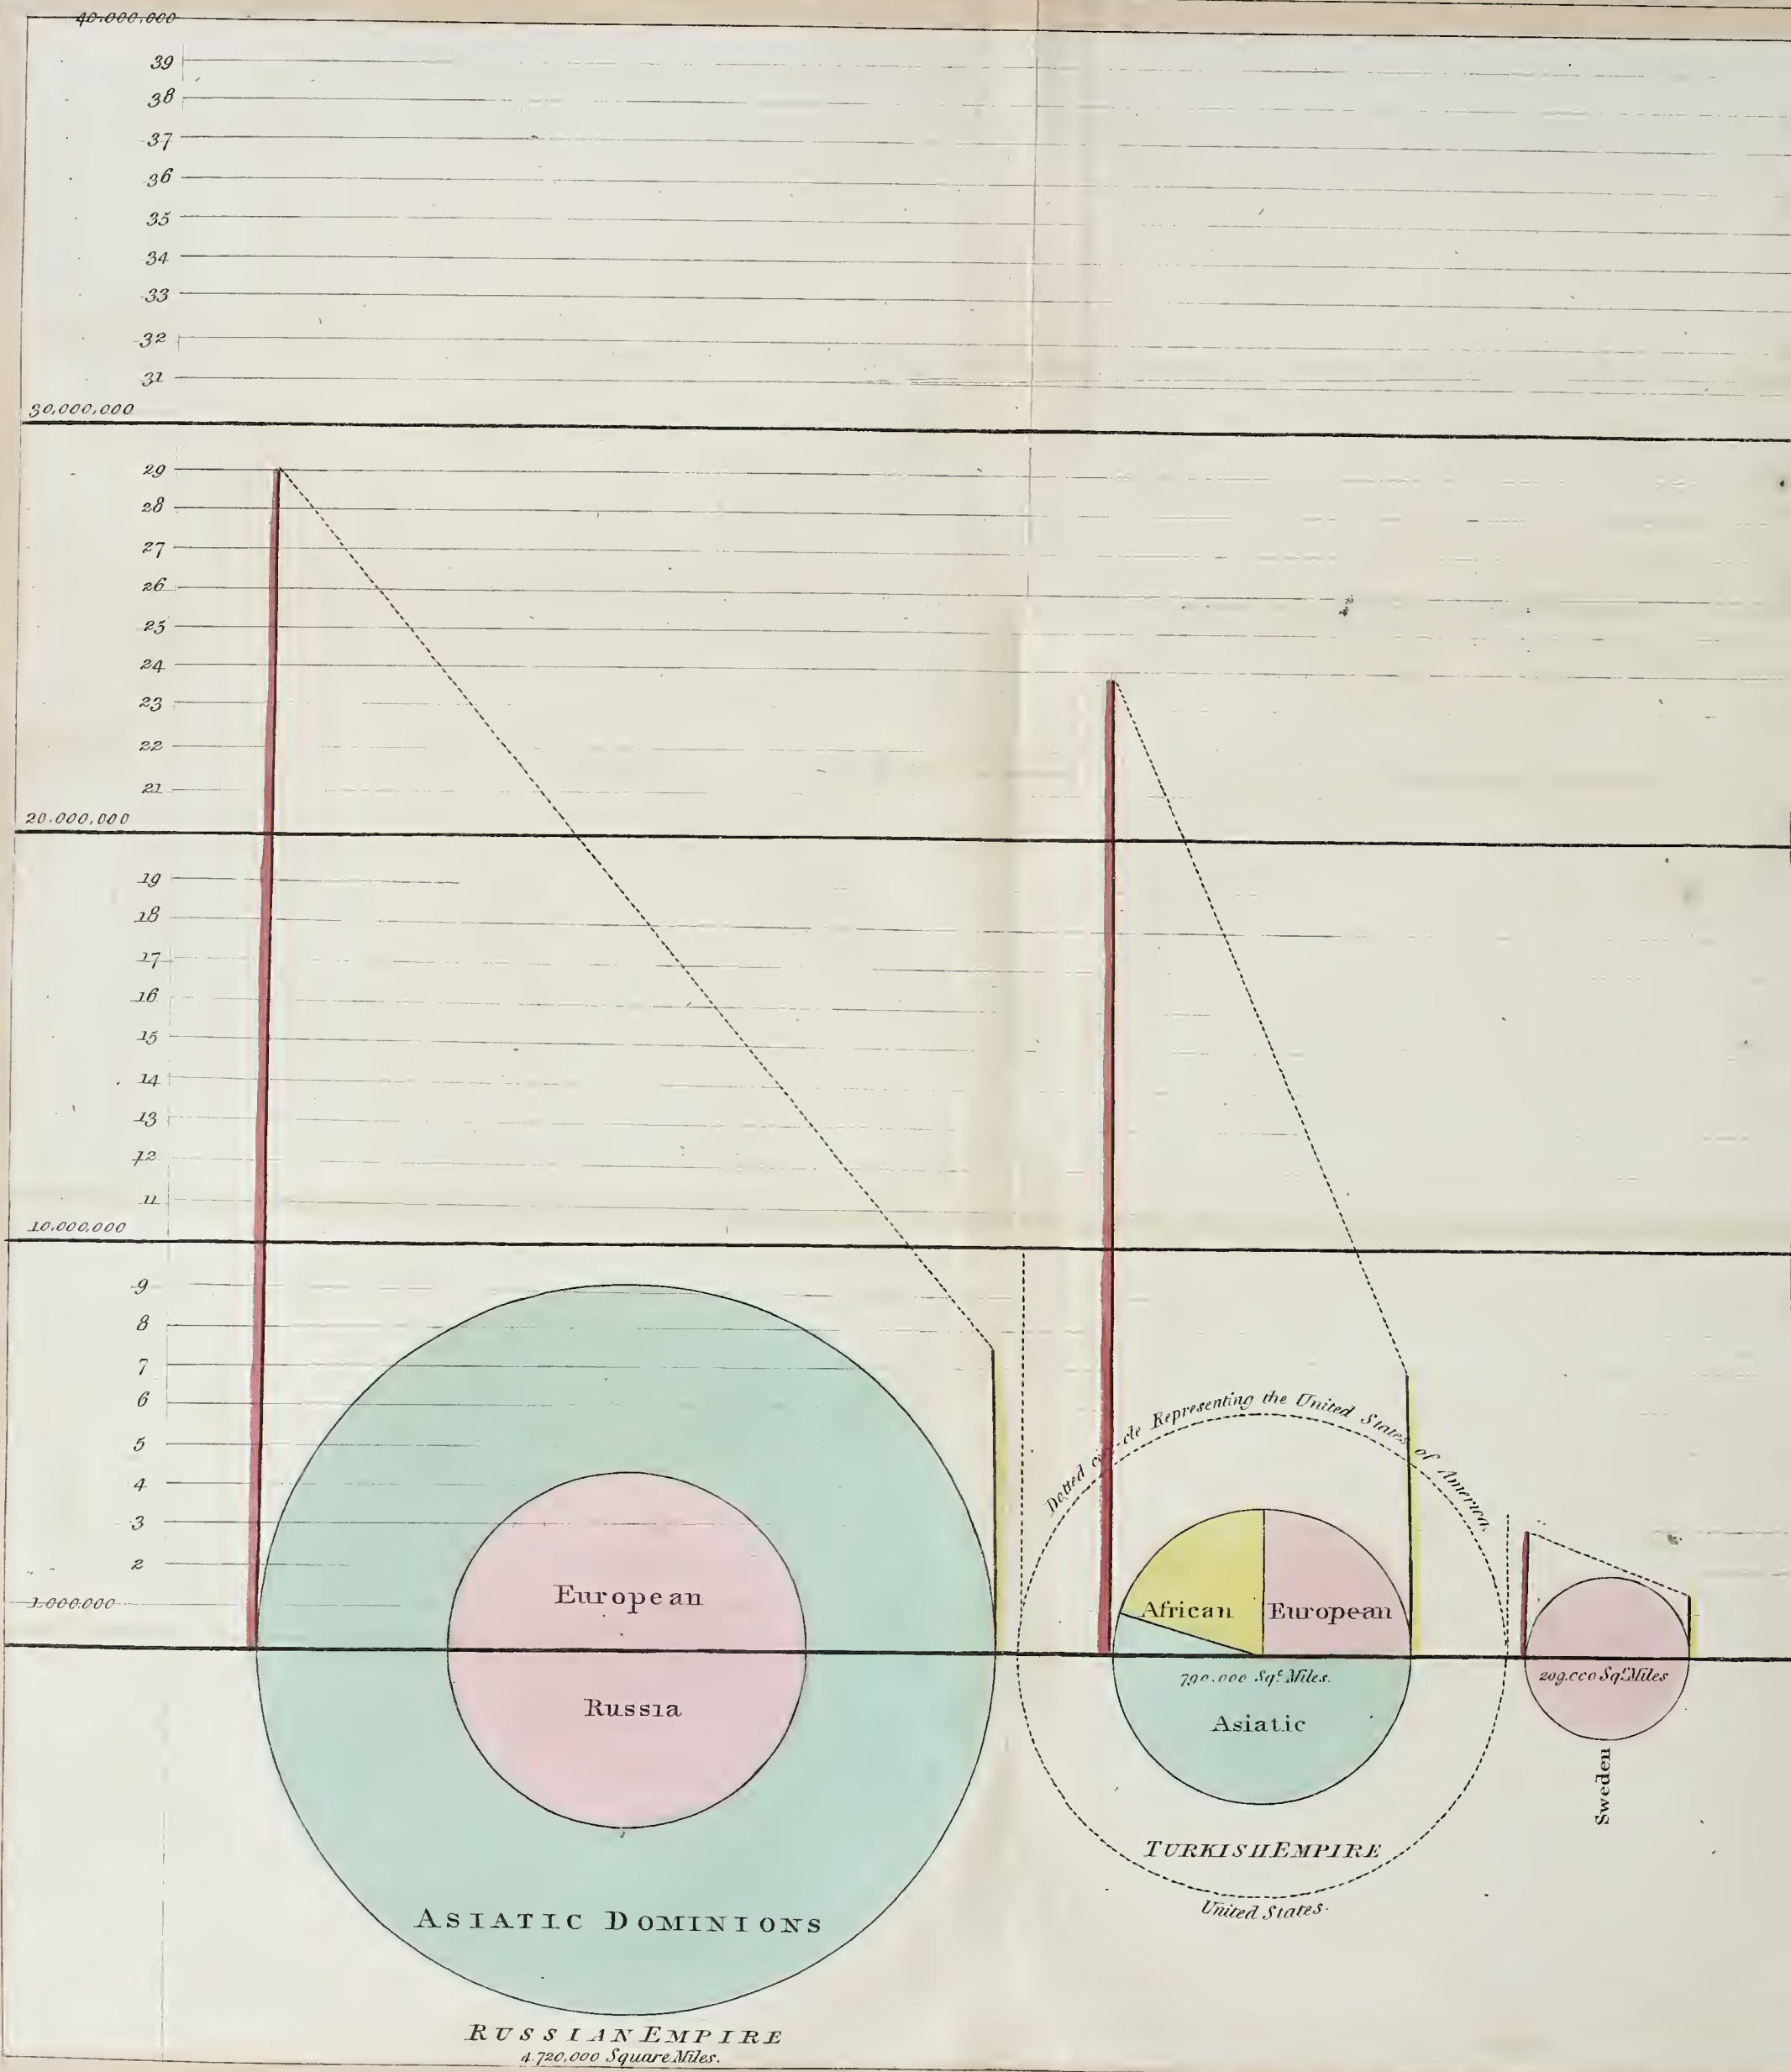 40,000,000
39
38
37
36
35
34
33
32
31
30,000,000
29
28
27
26
25
24
23
22
21
20.000,000
19
18
17
16
15
14
13
12
11
10.000,000
9
8
7
6
5
4
3
2
1.000.000
European
Russia
ASIATIC DOMINIONS
RUSSIAN EMPIRE
4.720,000 Square Miles.
Representing the United States of America.
African
European
790.000 Sqe. Miles.
Asiatic
TURKISH EMPIRE
United States.
209.000 Sqr. Miles
Sweden